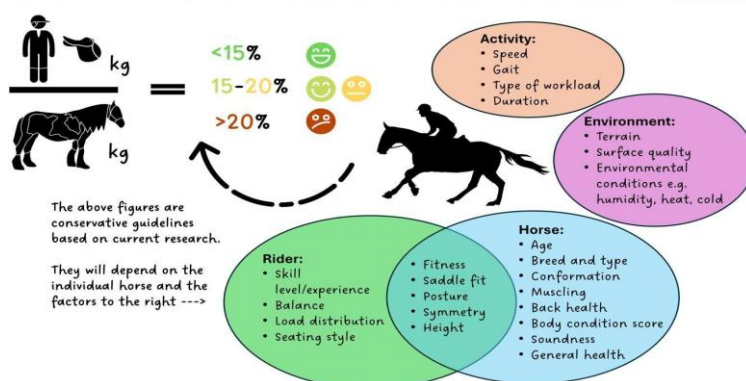 kg
kg
=
<15%
15-20%
>20%
The above figures are
conservative guidelines
based on current research.
They will depend on the
individual horse and the
factors to the right --->
Activity:
• Speed
• Gait
• Type of workload
• Duration
Environment:
• Terrain
• Surface quality
• Environmental
conditions e.g.
humidity, heat, cold
Rider:
• Skill
level/experience
• Balance
• Load distribution
• Seating style
• Fitness
• Saddle fit
• Posture
• Symmetry
• Height
Horse:
• Age
• Breed and type
• Conformation
• Muscling
• Back health
• Body condition score
• Soundness
• General health